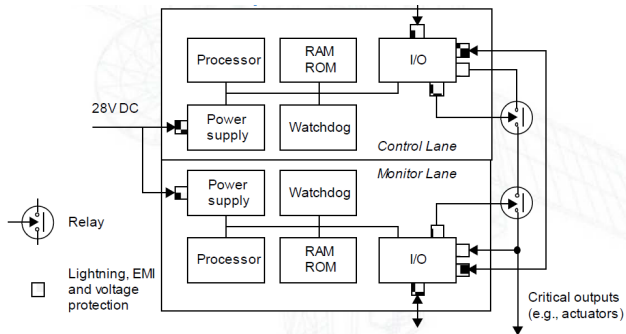 Processor
RAM
ROM
I/O
28V DC
Power
supply
Watchdog
Control Lane
Monitor Lane
Power
supply
Watchdog
Relay
Processor
RAM
ROM
I/O
Lightning, EMI
and voltage
protection
Critical outputs
(e.g., actuators)